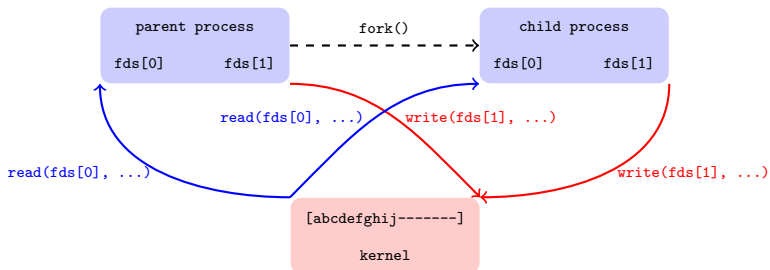 parent process
fork()
child process
fds[0]
fds[1]
fds[0]
fds[1]
read(fds[0], ...)
write(fds[1], ...)
read(fds[0], ...)
write(fds[1], ...)
[abcdefghij-------]
kernel